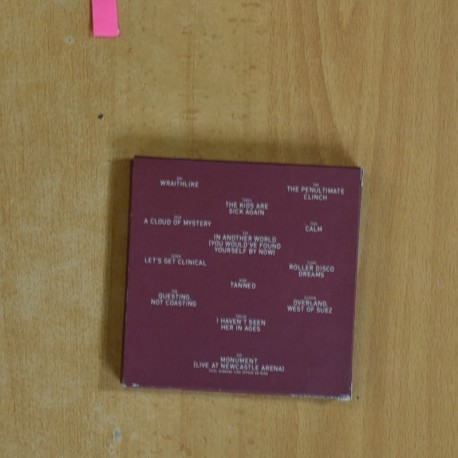 WRAITHLIKE
THE PENULTIMATE
CLINCH
THE KIDS ARE
SICK AGAIN
A CLOUD OF MYSTERY
CALM
IN ANOTHER WORLD
(YOU WOULD'VE FOUND
YOURSELF BY NOW)
LET'S GET CLINICAL
ROLLER DISCO
DREAMS
TANNED
QUESTING,
NOT COASTING
OVERLAND,
WEST OF SUEZ
I HAVEN'T SEEN
HER IN AGES
MONUMENT
(LIVE AT NEWCASTLE ARENA)